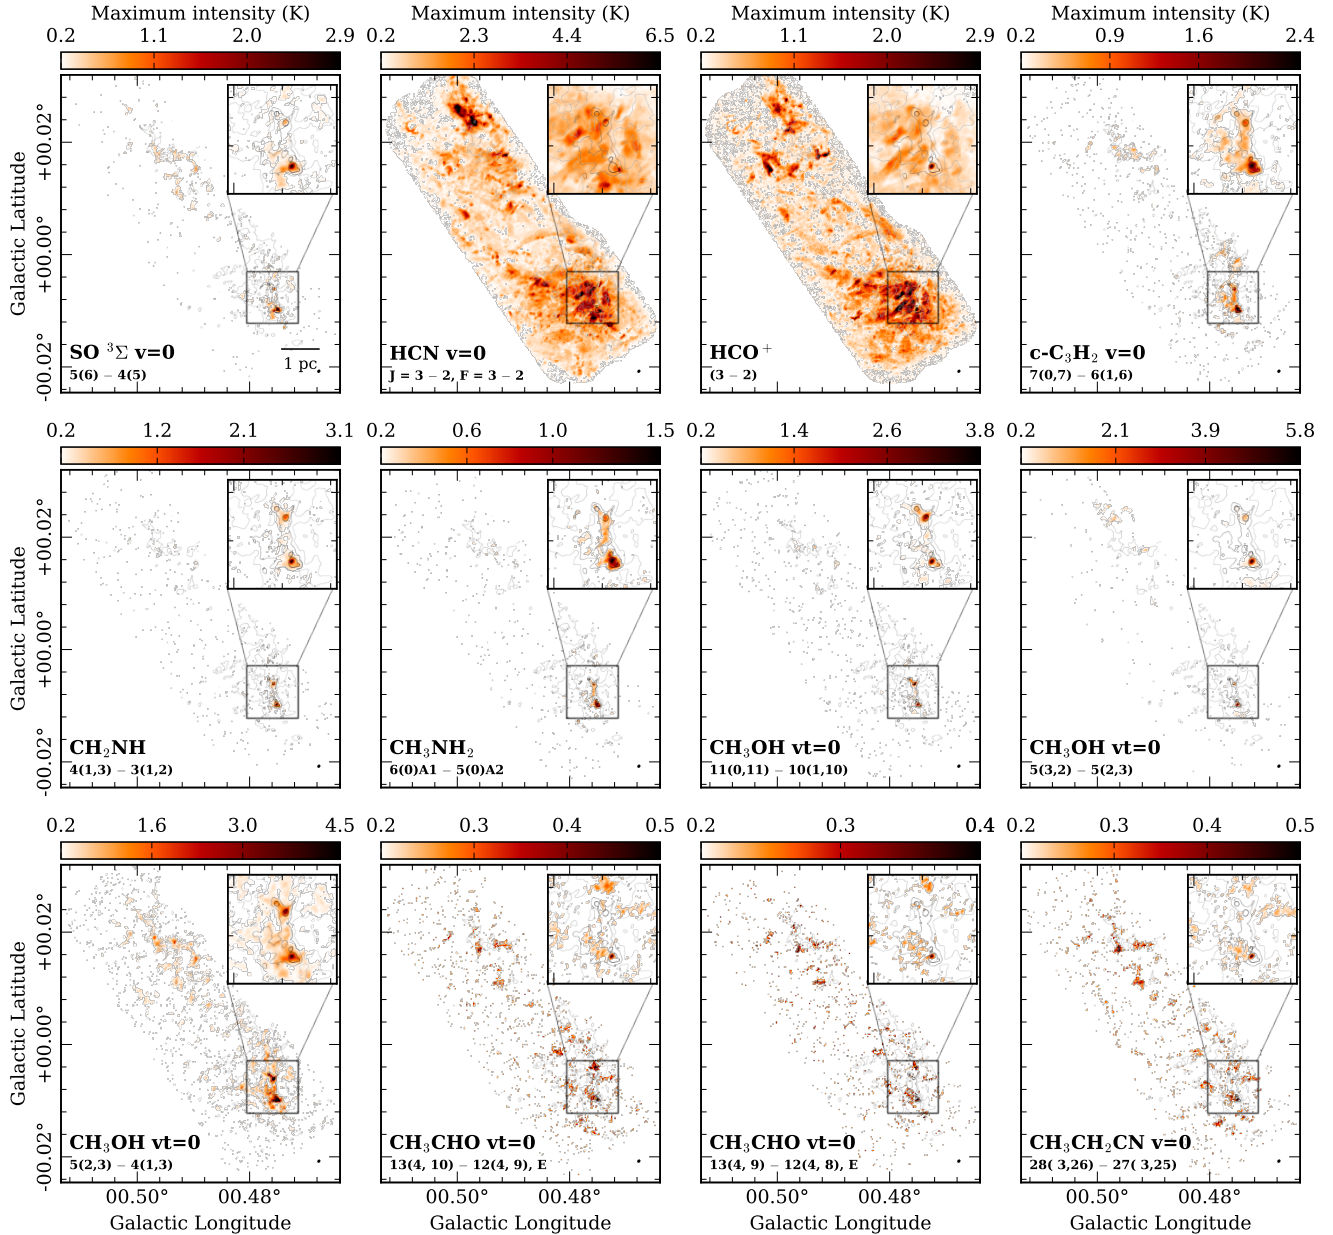 Maximum intensity (K) Maximum intensity (K) Maximum intensity (K) Maximum intensity (K)
0.2 1.1 2.0 2.9 0.2 2.3 4.4 6.5 0.2 1.1 2.0 2.9 0.2 0.9 1.6 2.4
Galactic Latitude
+00.02°
+00.00°
-00.02°
SO ³Σ v=0
5(6) − 4(5)
1 pc
HCN v=0
J = 3 − 2, F = 3 − 2
HCO⁺
(3 − 2)
c-C₃H₂ v=0
7(0,7) − 6(1,6)
0.2 1.2 2.1 3.1 0.2 0.6 1.0 1.5 0.2 1.4 2.6 3.8 0.2 2.1 3.9 5.8
Galactic Latitude
+00.02°
+00.00°
-00.02°
CH₂NH
4(1,3) − 3(1,2)
CH₃NH₂
6(0)A1 − 5(0)A2
CH₃OH vt=0
11(0,11) − 10(1,10)
CH₃OH vt=0
5(3,2) − 5(2,3)
0.2 1.6 3.0 4.5 0.2 0.3 0.4 0.5 0.2 0.3 0.4 0.2 0.3 0.4 0.5
Galactic Latitude
+00.02°
+00.00°
-00.02°
CH₃OH vt=0
5(2,3) − 4(1,3)
CH₃CHO vt=0
13(4, 10) − 12(4, 9), E
CH₃CHO vt=0
13(4, 9) − 12(4, 8), E
CH₃CH₂CN v=0
28( 3,26) − 27( 3,25)
00.50° 00.48° 00.50° 00.48° 00.50° 00.48° 00.50° 00.48°
Galactic Longitude Galactic Longitude Galactic Longitude Galactic Longitude